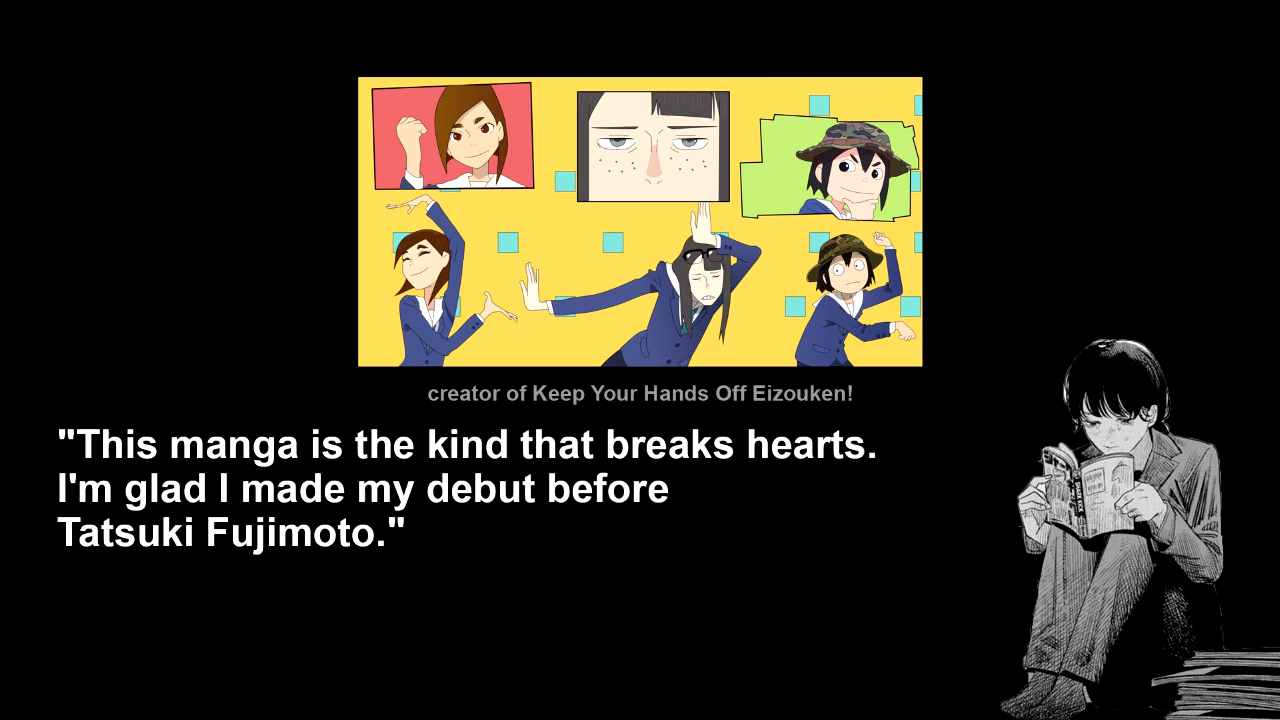 creator of Keep Your Hands Off Eizouken!
"This manga is the kind that breaks hearts.
I'm glad I made my debut before
Tatsuki Fujimoto."